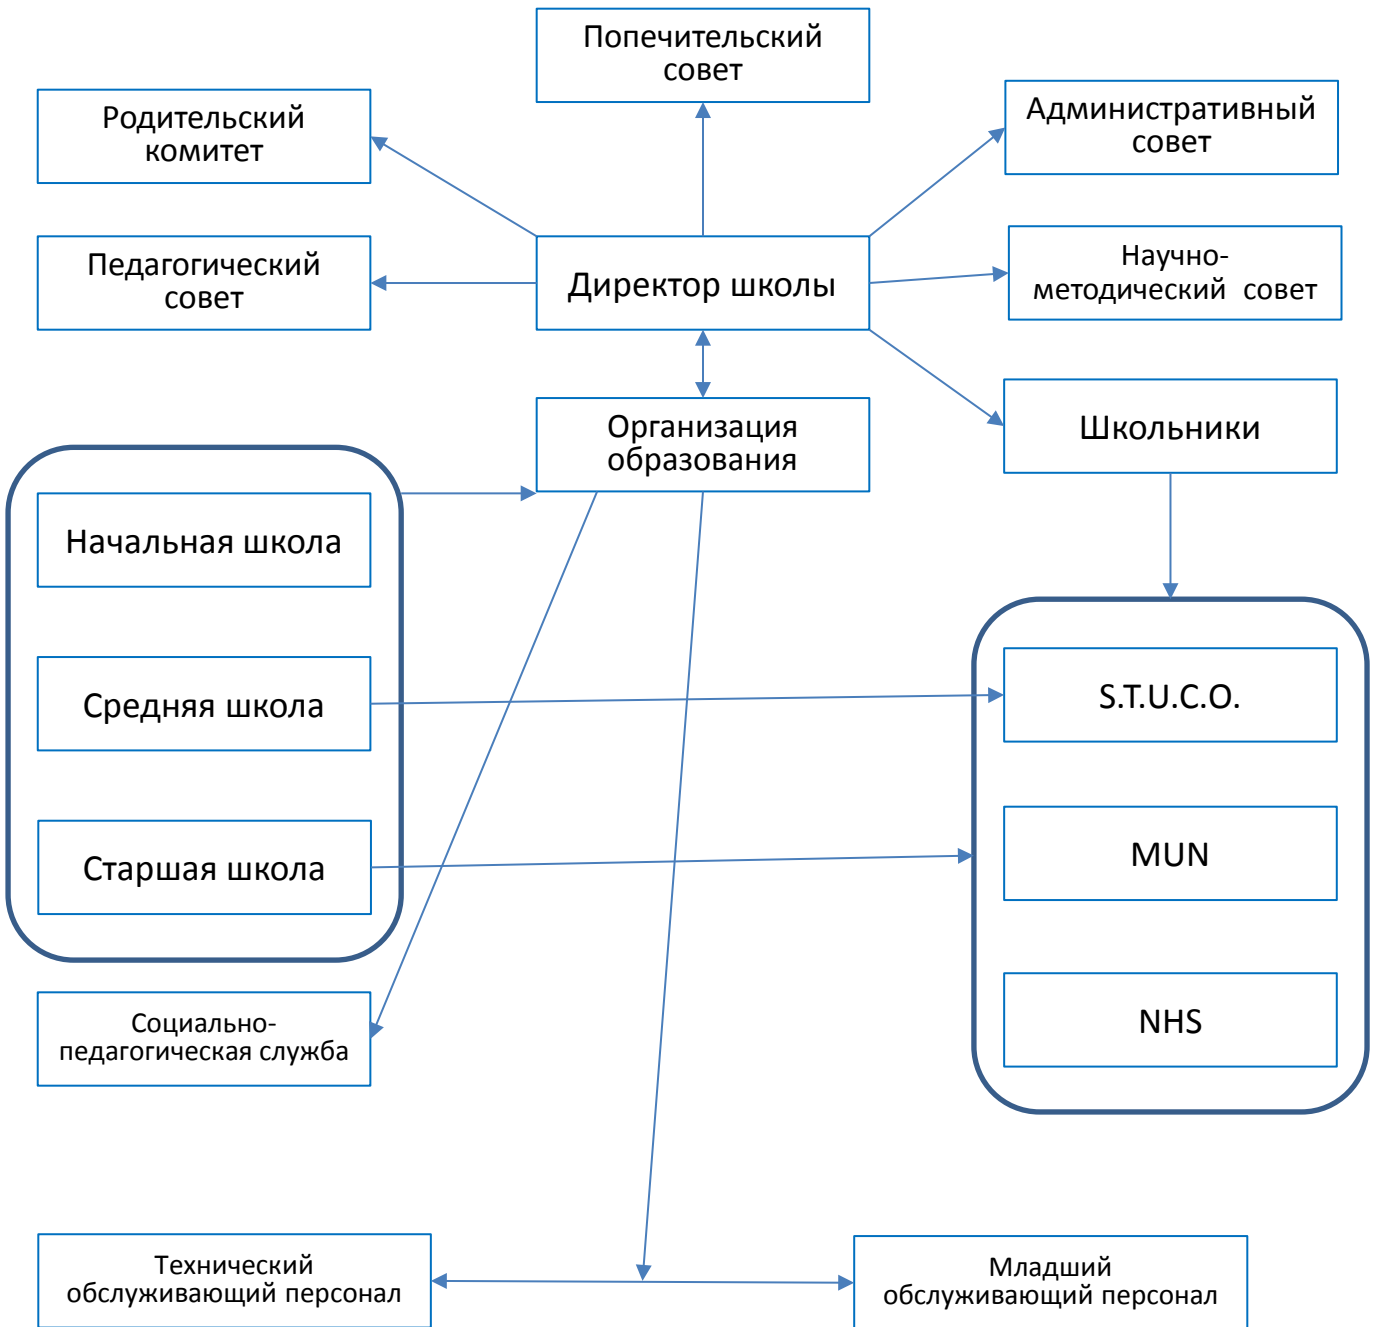 Попечительский
совет
Родительский
комитет
Административный
совет
Педагогический
совет
Директор школы
Научно-
методический совет
Организация
образования
Школьники
Начальная школа
Средняя школа
S.T.U.C.O.
Старшая школа
MUN
Социально-
педагогическая служба
NHS
Технический
обслуживающий персонал
Младший
обслуживающий персонал